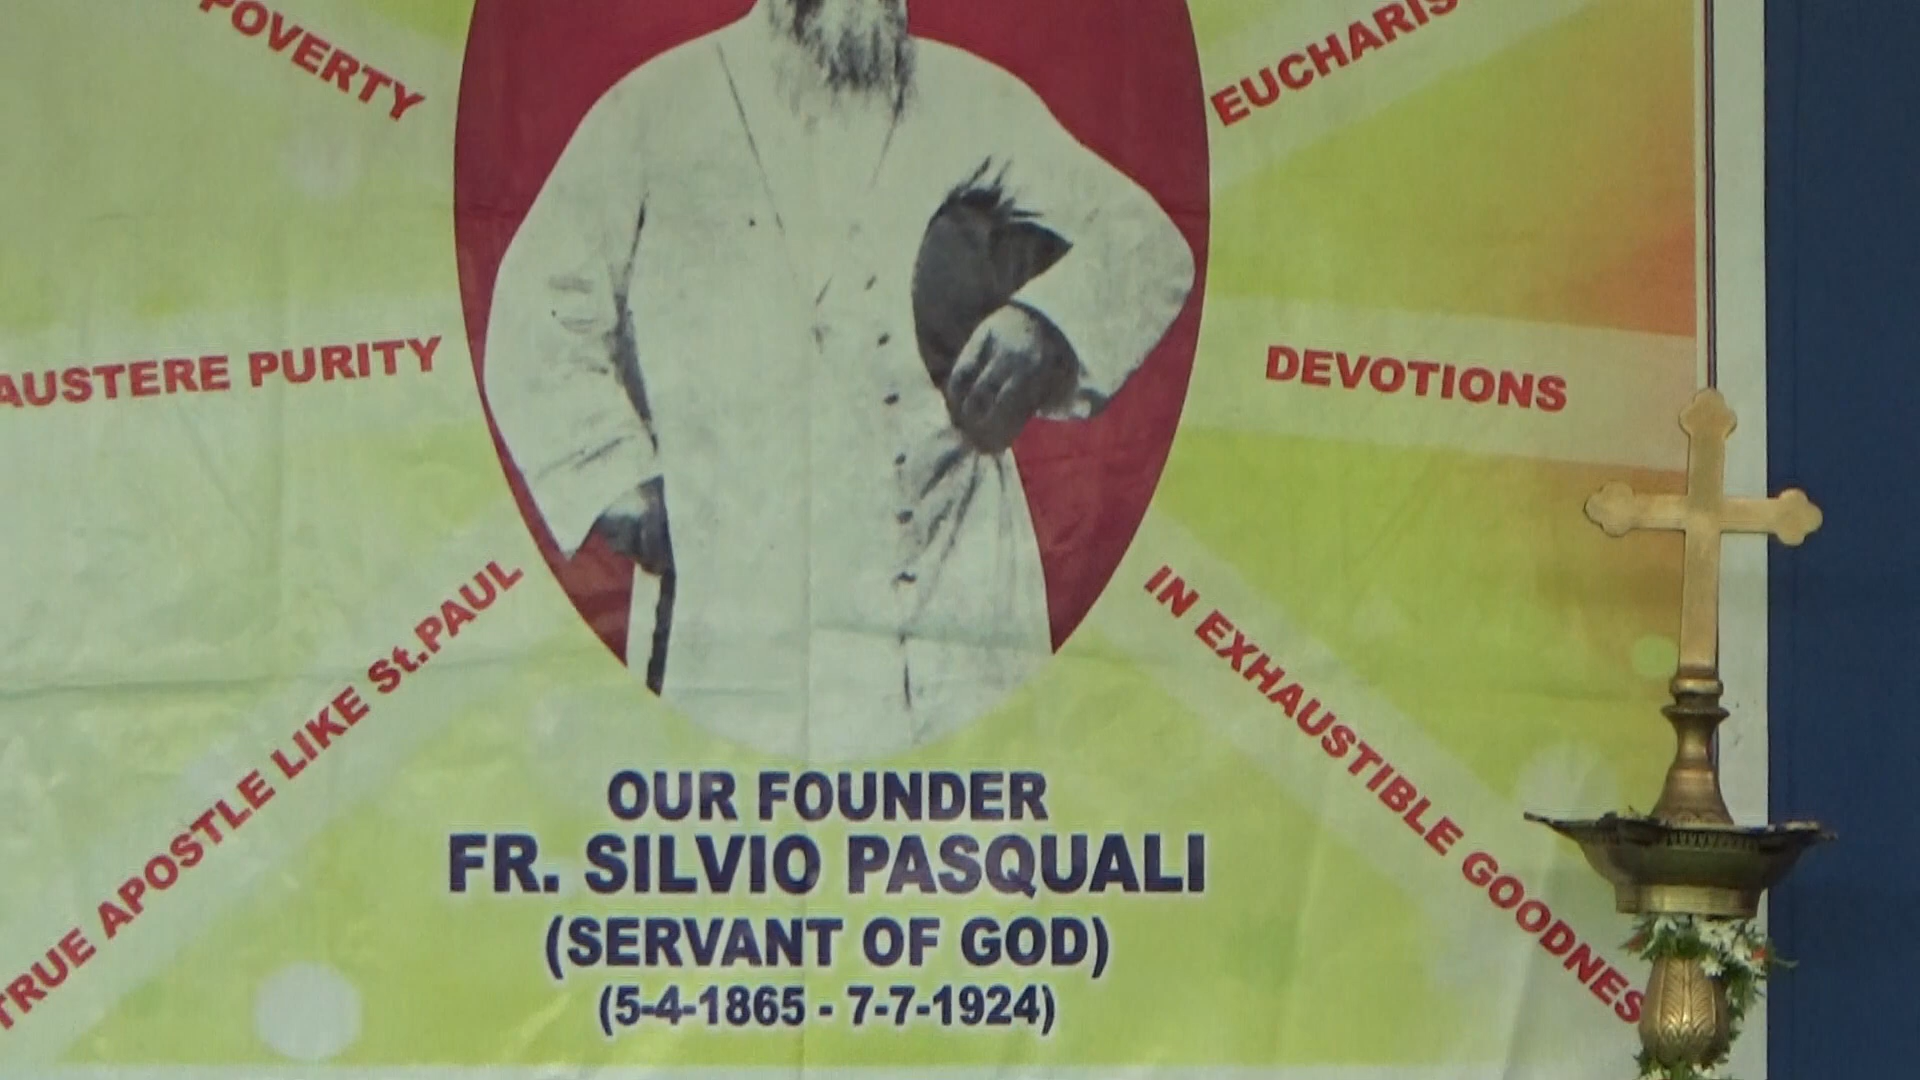 POVERTY
EUCHARIS
AUSTERE PURITY
DEVOTIONS
TRUE APOSTLE LIKE St.PAUL
IN EXHAUSTIBLE GOODNES
OUR FOUNDER
FR. SILVIO PASQUALI
(SERVANT OF GOD)
(5-4-1865 - 7-7-1924)